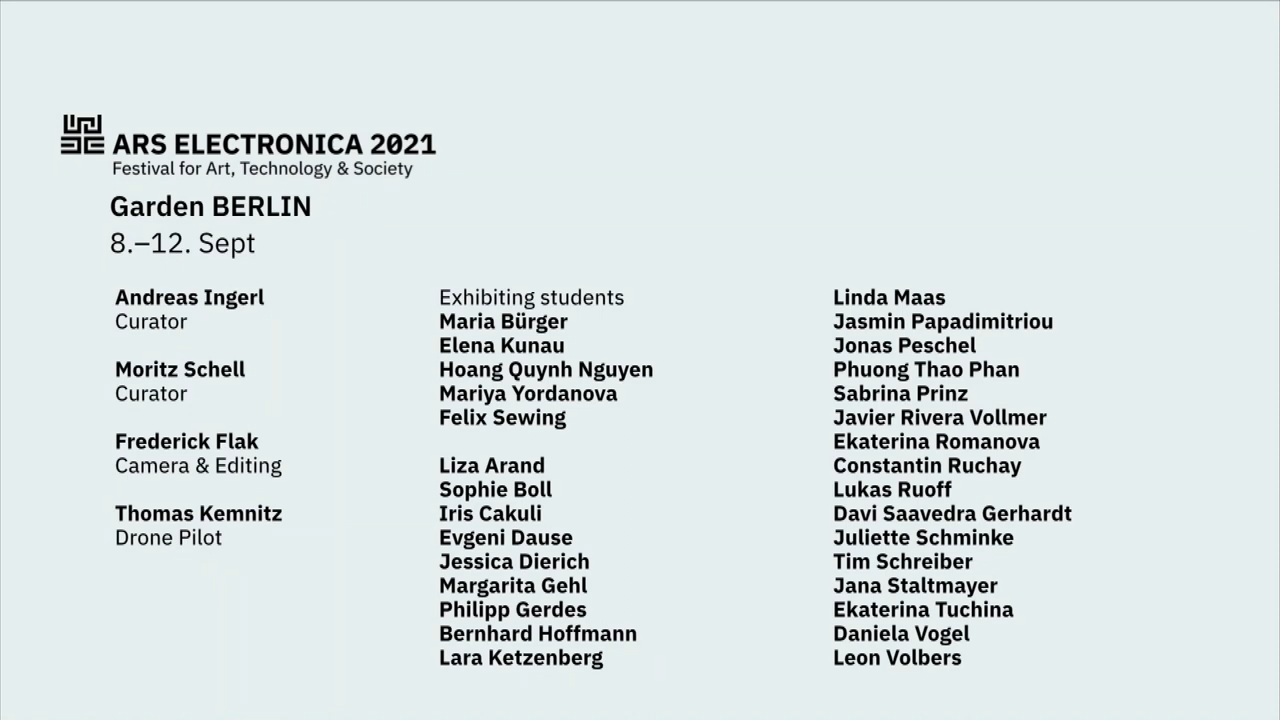 ARS ELECTRONICA 2021
Festival for Art, Technology & Society
Garden BERLIN
8.–12. Sept
Andreas Ingerl
Curator
Moritz Schell
Curator
Frederick Flak
Camera & Editing
Thomas Kemnitz
Drone Pilot
Exhibiting students
Maria Bürger
Elena Kunau
Hoang Quynh Nguyen
Mariya Yordanova
Felix Sewing
Liza Arand
Sophie Boll
Iris Cakuli
Evgeni Dause
Jessica Dierich
Margarita Gehl
Philipp Gerdes
Bernhard Hoffmann
Lara Ketzenberg
Linda Maas
Jasmin Papadimitriou
Jonas Peschel
Phuong Thao Phan
Sabrina Prinz
Javier Rivera Vollmer
Ekaterina Romanova
Constantin Ruchay
Lukas Ruoff
Davi Saavedra Gerhardt
Juliette Schminke
Tim Schreiber
Jana Staltmayer
Ekaterina Tuchina
Daniela Vogel
Leon Volbers